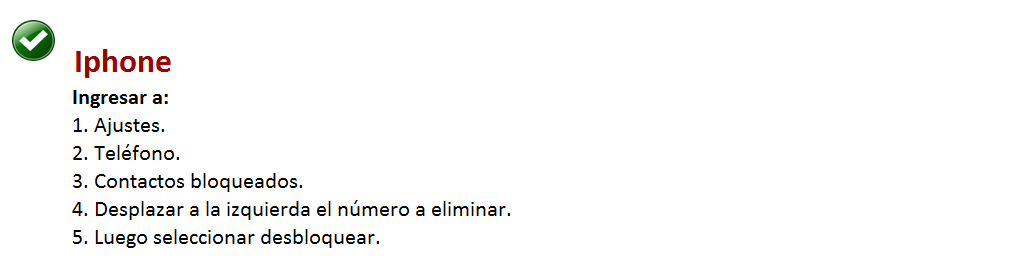 Iphone
Ingresar a:
1. Ajustes.
2. Teléfono.
3. Contactos bloqueados.
4. Desplazar a la izquierda el número a eliminar.
5. Luego seleccionar desbloquear.